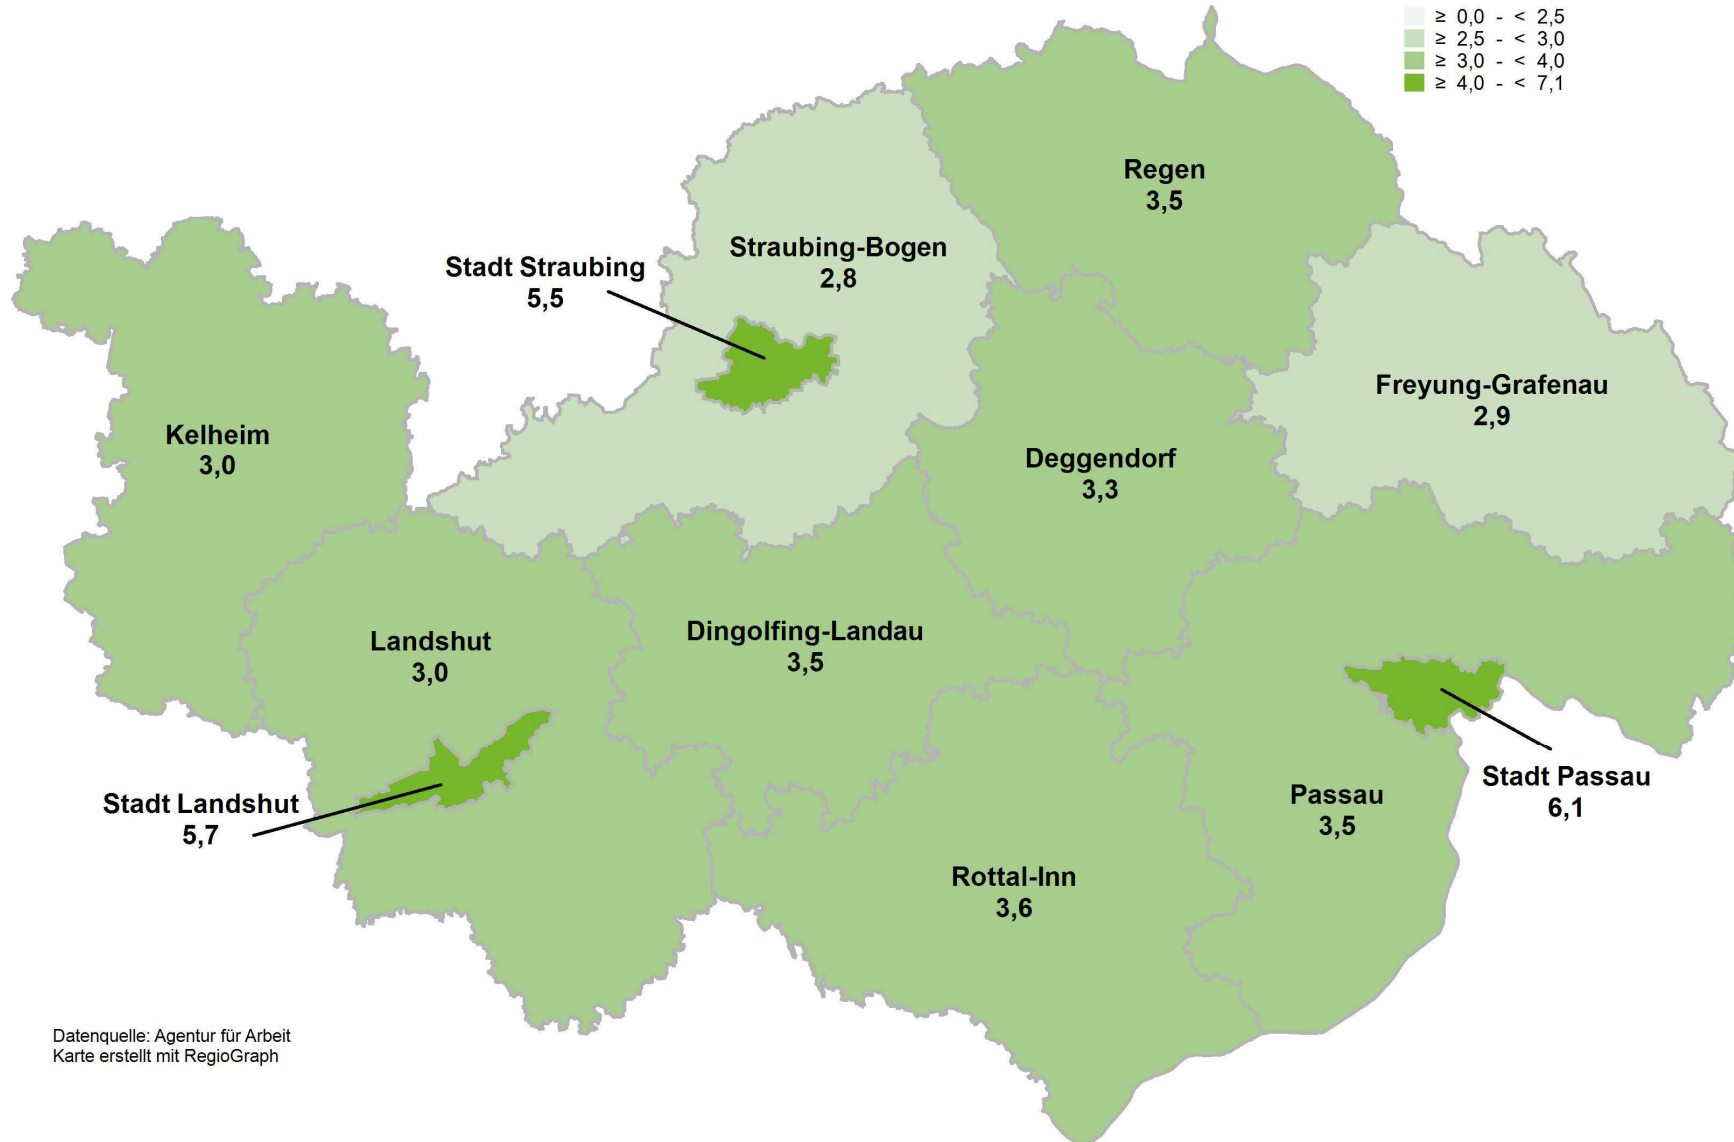 ≥ 0,0 - < 2,5
≥ 2,5 - < 3,0
≥ 3,0 - < 4,0
≥ 4,0 - < 7,1
Regen
3,5
Straubing-Bogen
2,8
Stadt Straubing
5,5
Freyung-Grafenau
2,9
Kelheim
3,0
Deggendorf
3,3
Landshut
3,0
Dingolfing-Landau
3,5
Stadt Landshut
5,7
Stadt Passau
6,1
Passau
3,5
Rottal-Inn
3,6
Datenquelle: Agentur für Arbeit
Karte erstellt mit RegioGraph